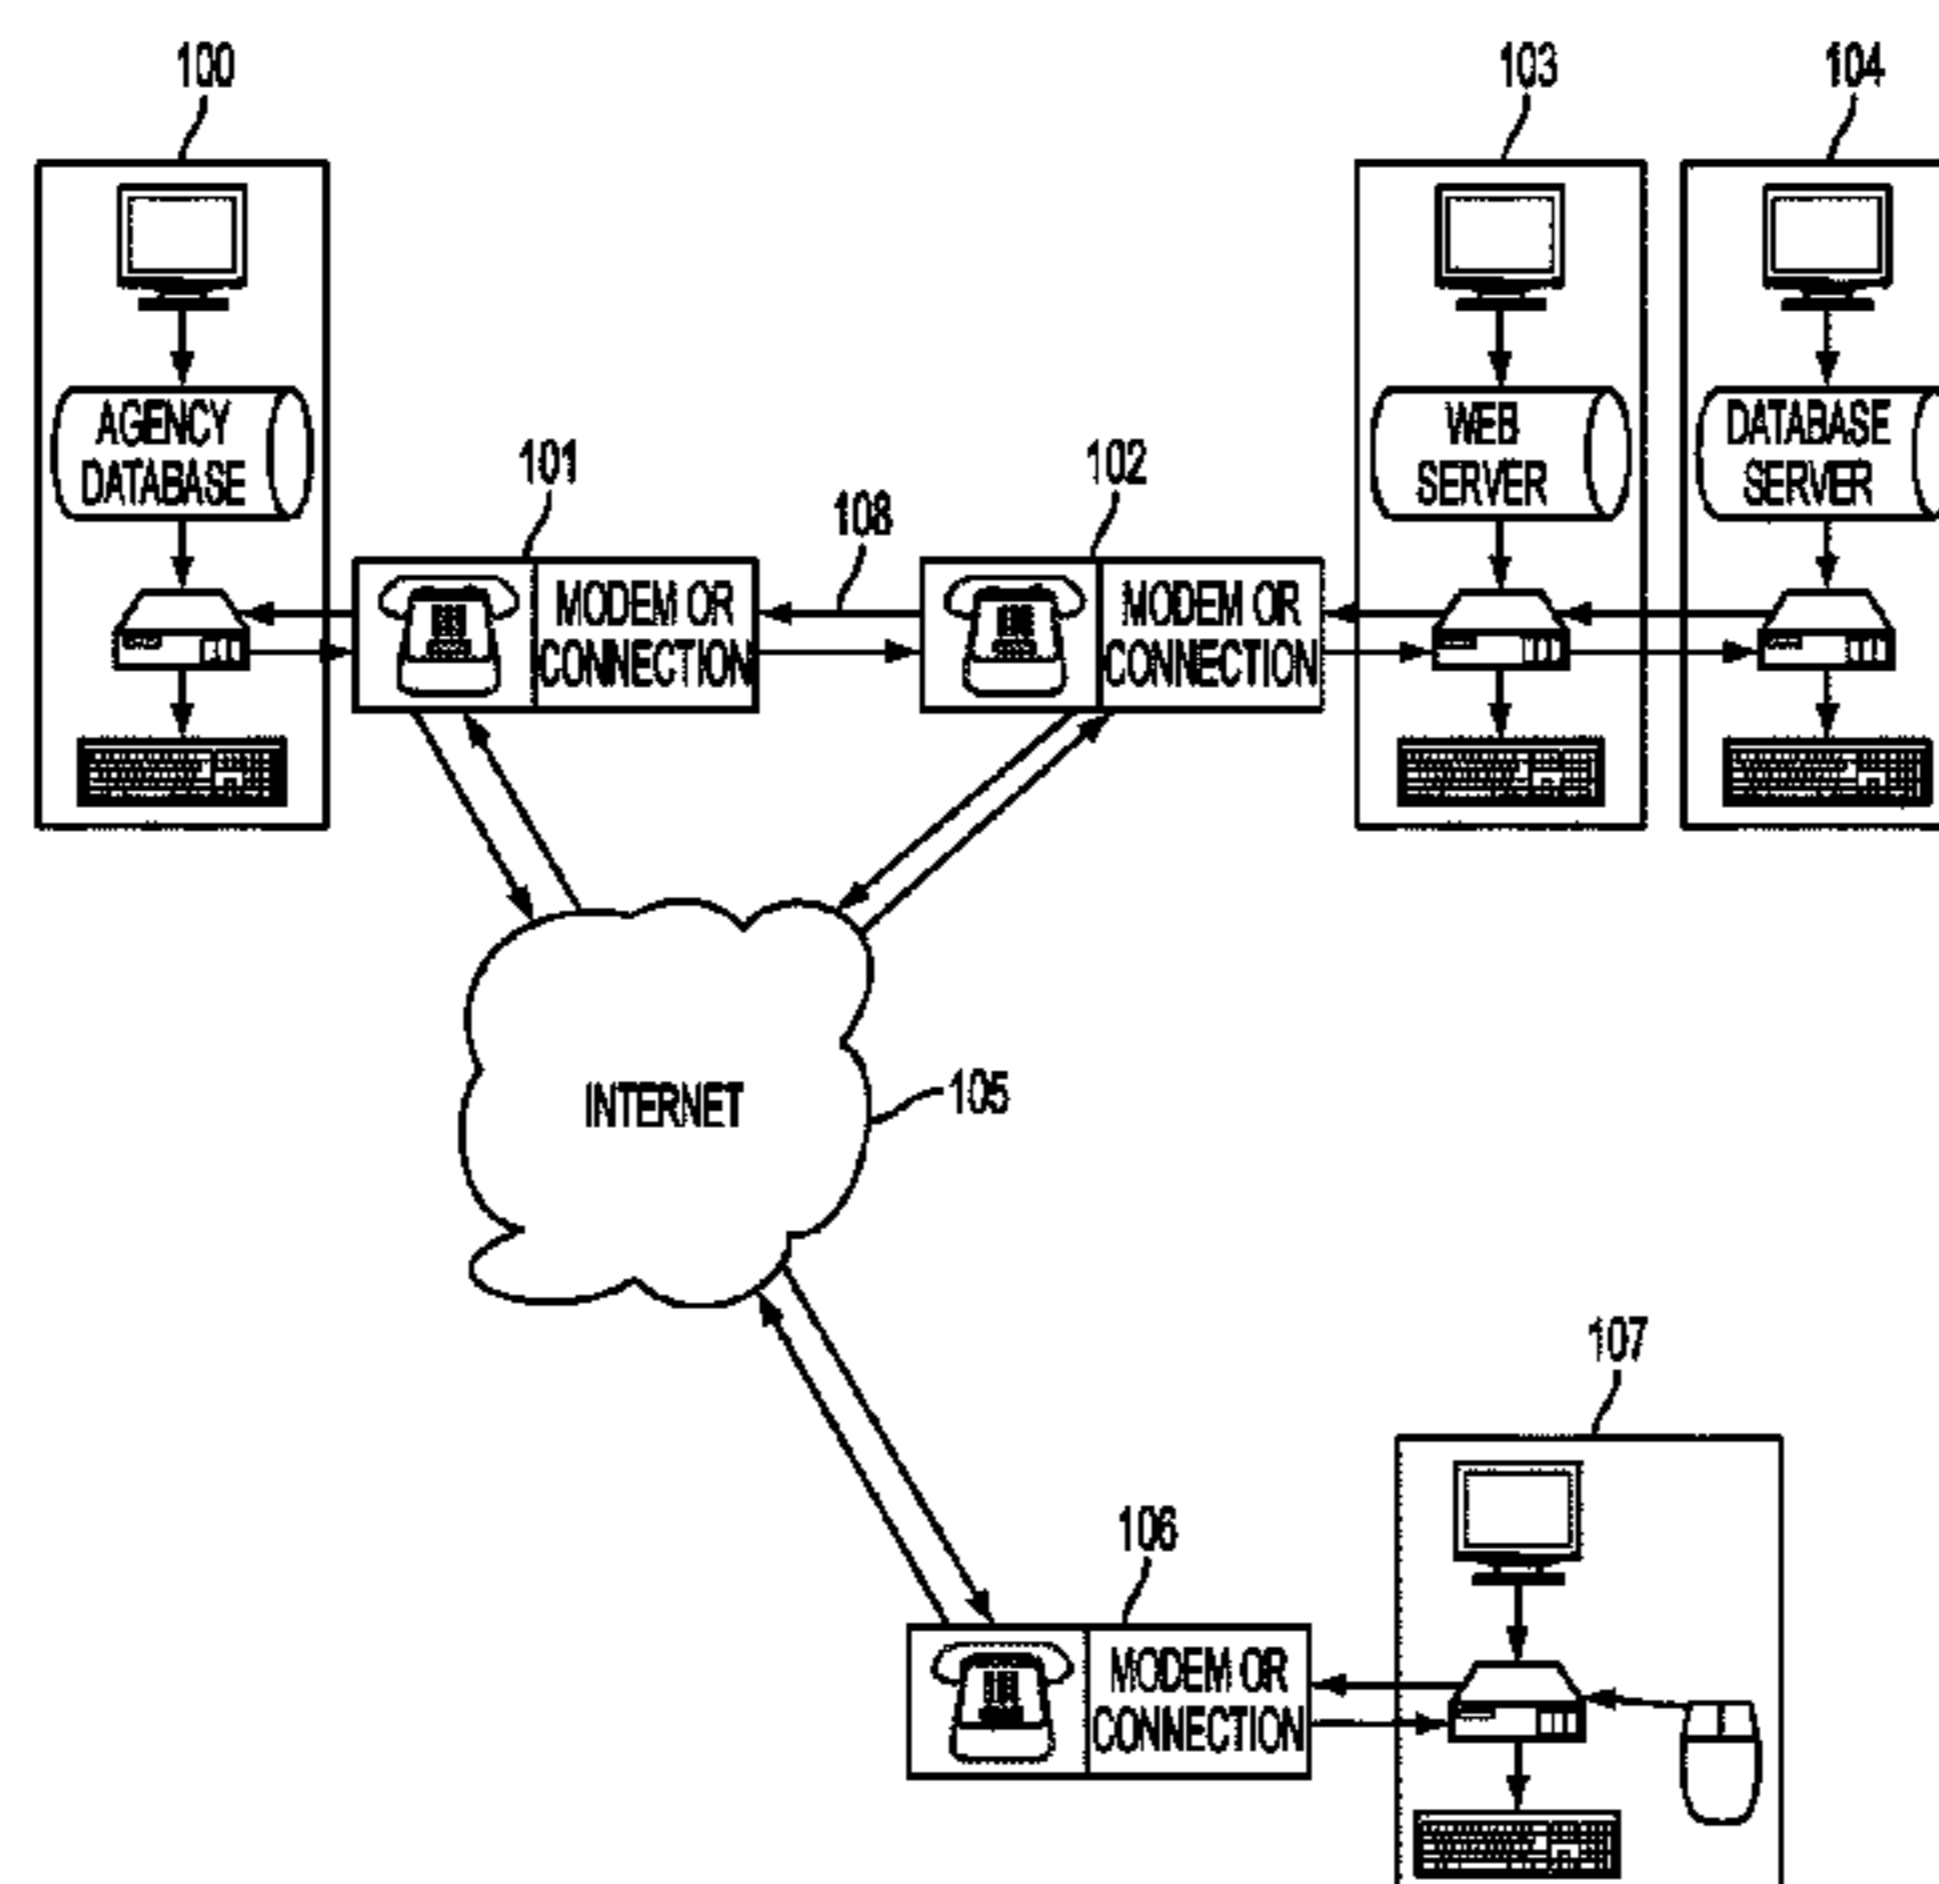 100
103
104
AGENCY
DATABASE
WEB
SERVER
DATABASE
SERVER
101
108
102
MODEM OR
CONNECTION
MODEM OR
CONNECTION
INTERNET
105
107
106
MODEM OR
CONNECTION